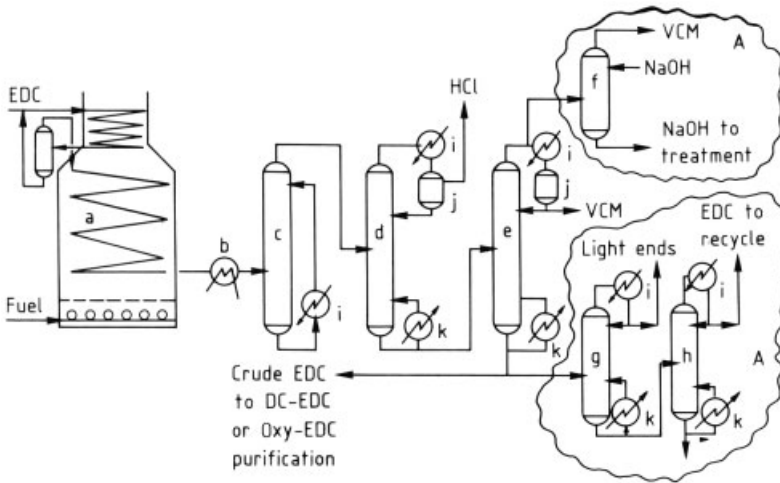 VCM
A
NaOH
f
NaOH to
treatment
HCl
EDC
i
i
j
j
VCM
a
b
c
d
e
i
k
k
Fuel
EDC to
recycle
Light ends
i
i
A
g
h
k
k
Crude EDC
to DC-EDC
or Oxy-EDC
purification